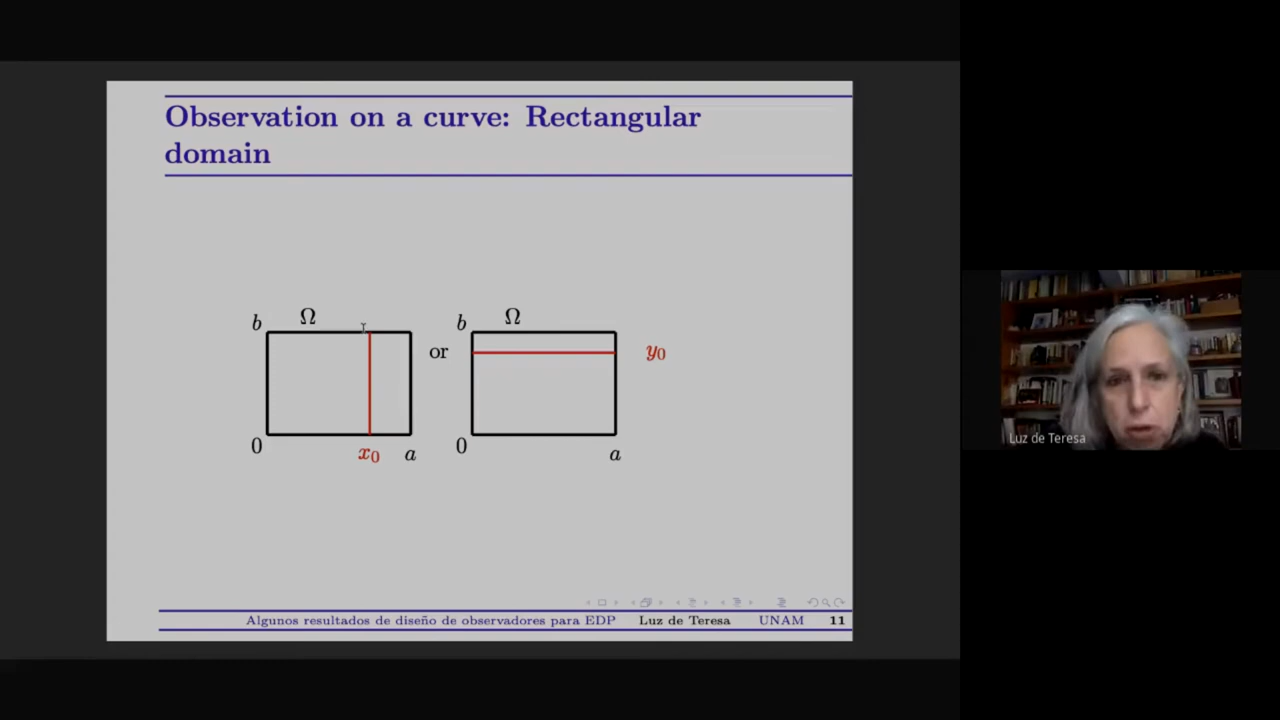 Observation on a curve: Rectangular
domain
b Ω
or
b Ω
y₀
0 x₀ a
0 a
Algunos resultados de diseño de observadores para EDP Luz de Teresa UNAM 11
Luz de Teresa